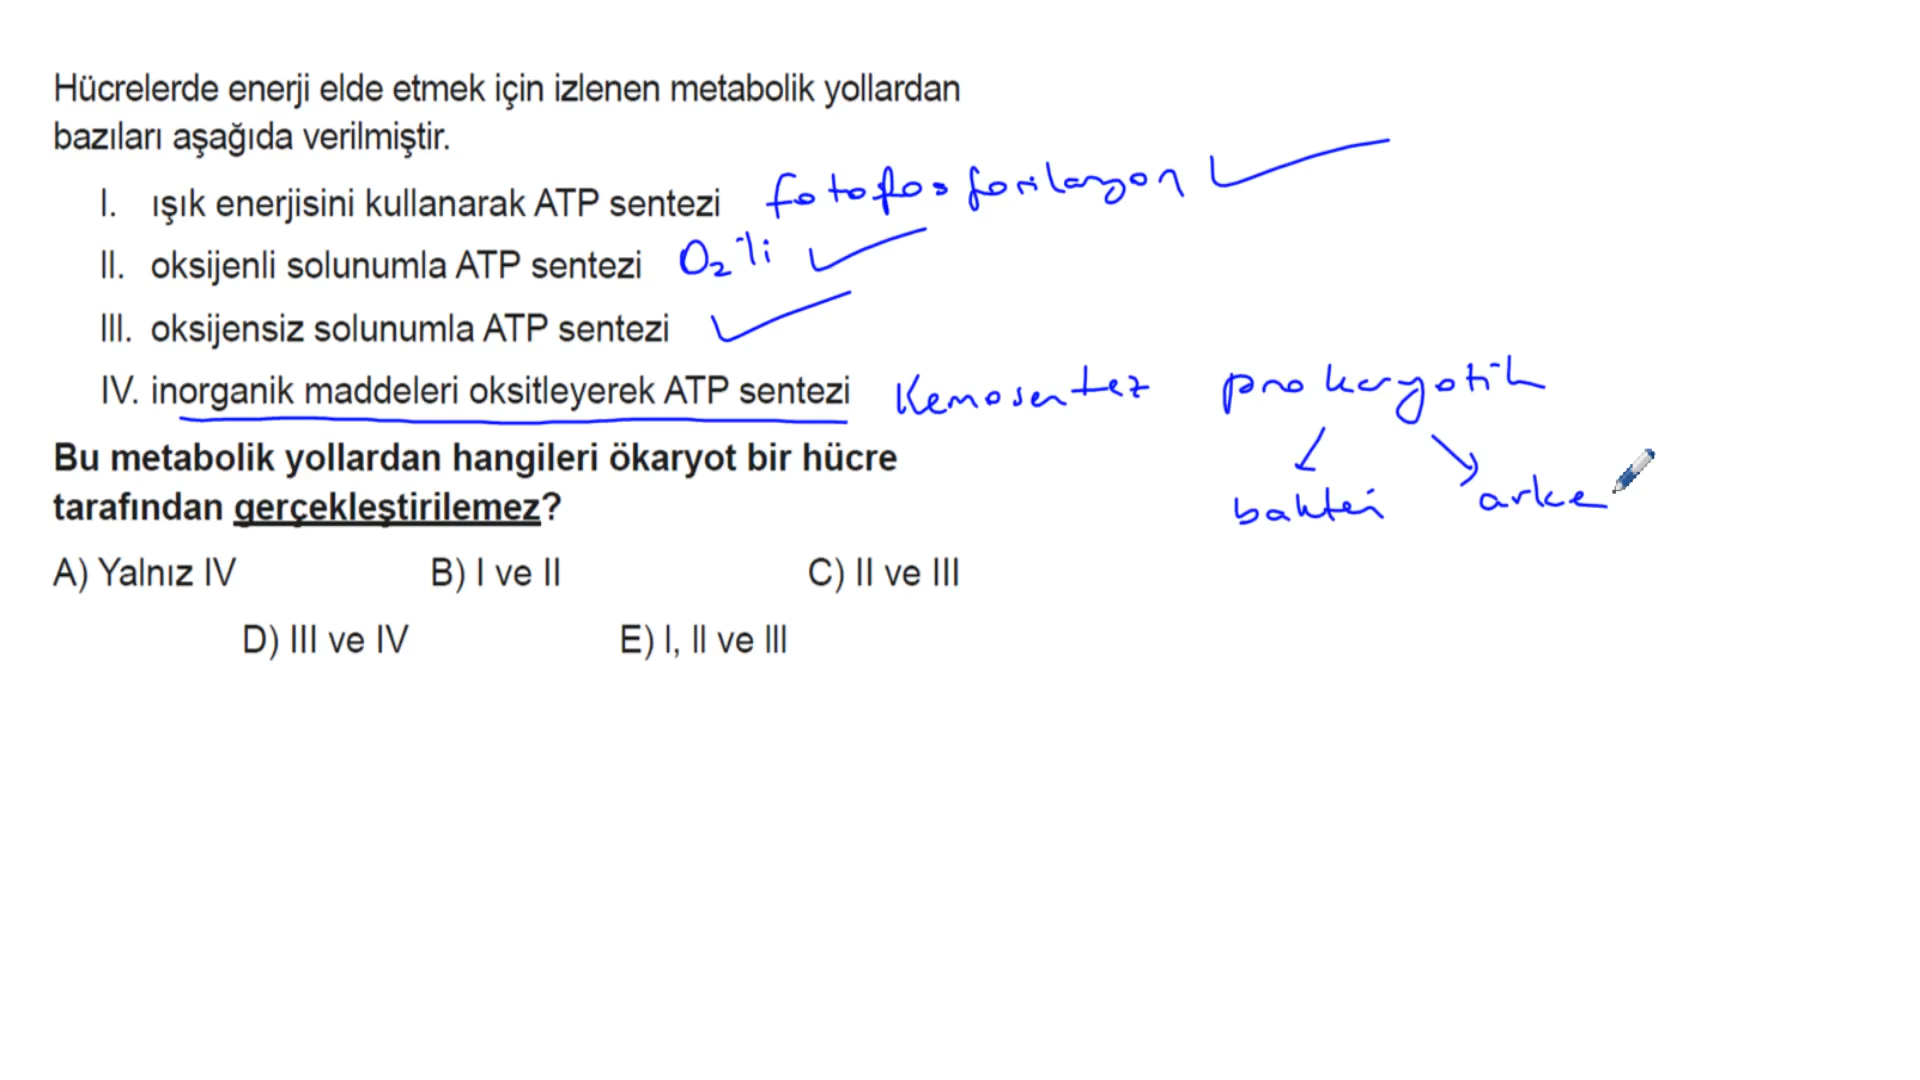 Hücrelerde enerji elde etmek için izlenen metabolik yollardan
bazıları aşağıda verilmiştir.
I. ışık enerjisini kullanarak ATP sentezi fotofosforilasyon
II. oksijenli solunumla ATP sentezi O₂'li
III. oksijensiz solunumla ATP sentezi
IV. inorganik maddeleri oksitleyerek ATP sentezi Kemosentez prokaryotik
bakteri arke
Bu metabolik yollardan hangileri ökaryot bir hücre
tarafından gerçekleştirilemez?
A) Yalnız IV B) I ve II C) II ve III
D) III ve IV E) I, II ve III